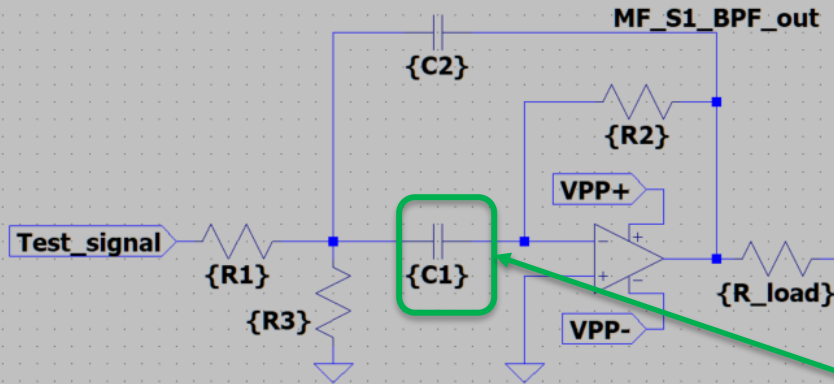 MF_S1_BPF_out
{C2}
{R2}
VPP+
Test_signal
{R1}
{C1}
{R3}
{R_load}
VPP-